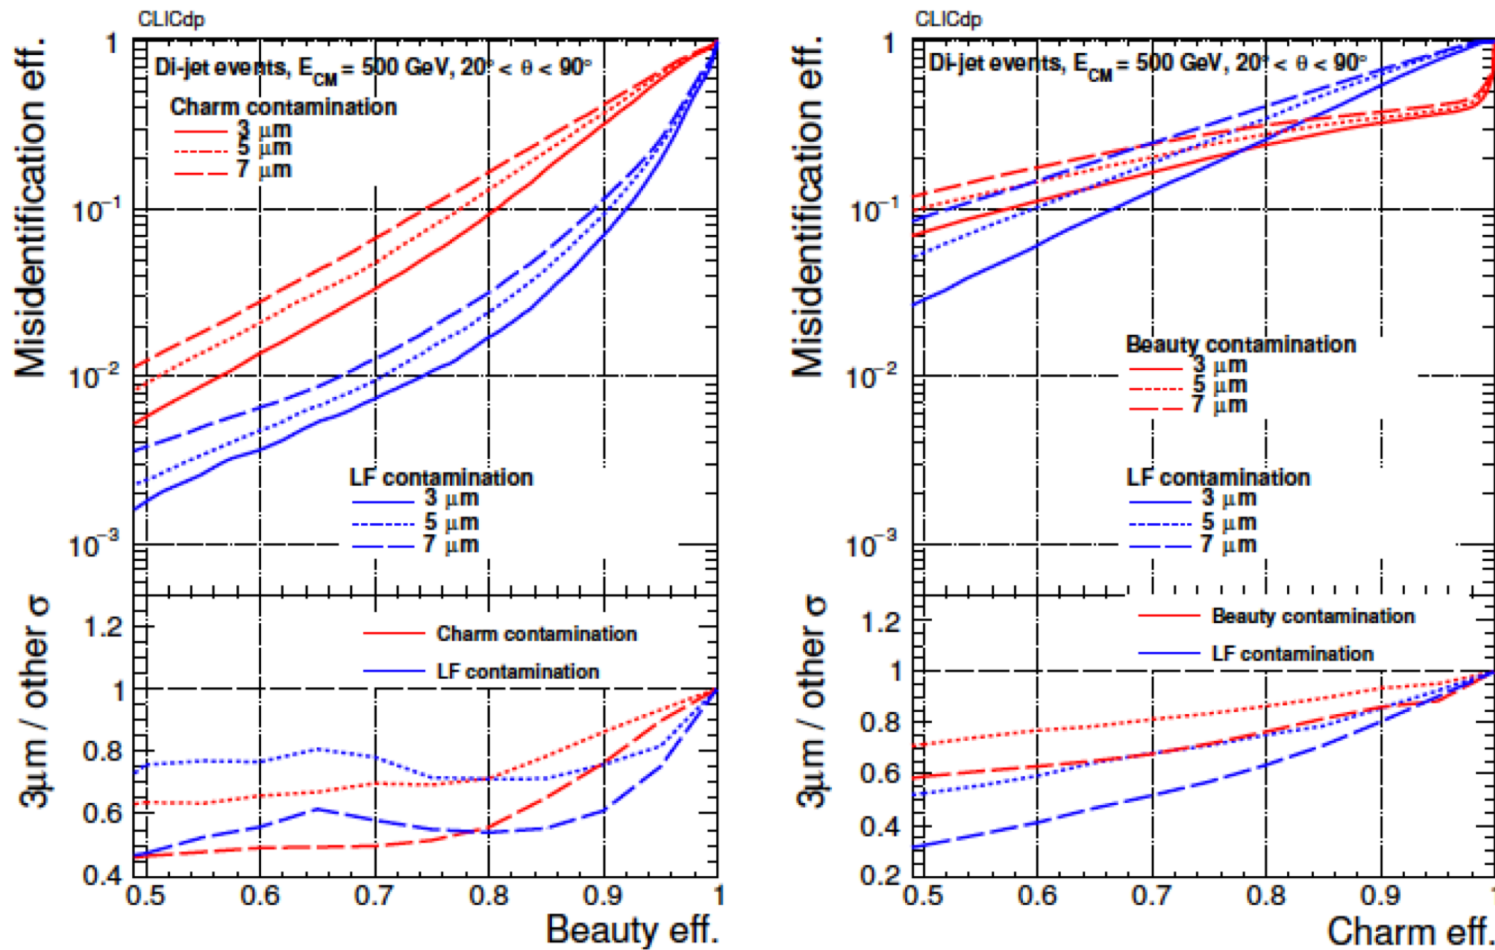 CLICdp
Misidentification eff.
1
10⁻¹
10⁻²
10⁻³
Di-jet events, E_CM = 500 GeV, 20° < θ < 90°
Charm contamination
3 μm
5 μm
7 μm
LF contamination
3 μm
5 μm
7 μm
3μm / other σ
1.2
1
0.8
0.6
0.4
Charm contamination
LF contamination
0.5 0.6 0.7 0.8 0.9 1
Beauty eff.
CLICdp
Misidentification eff.
1
10⁻¹
10⁻²
10⁻³
Di-jet events, E_CM = 500 GeV, 20° < θ < 90°
Beauty contamination
3 μm
5 μm
7 μm
LF contamination
3 μm
5 μm
7 μm
3μm / other σ
1.2
1
0.8
0.6
0.4
0.2
Beauty contamination
LF contamination
0.5 0.6 0.7 0.8 0.9 1
Charm eff.